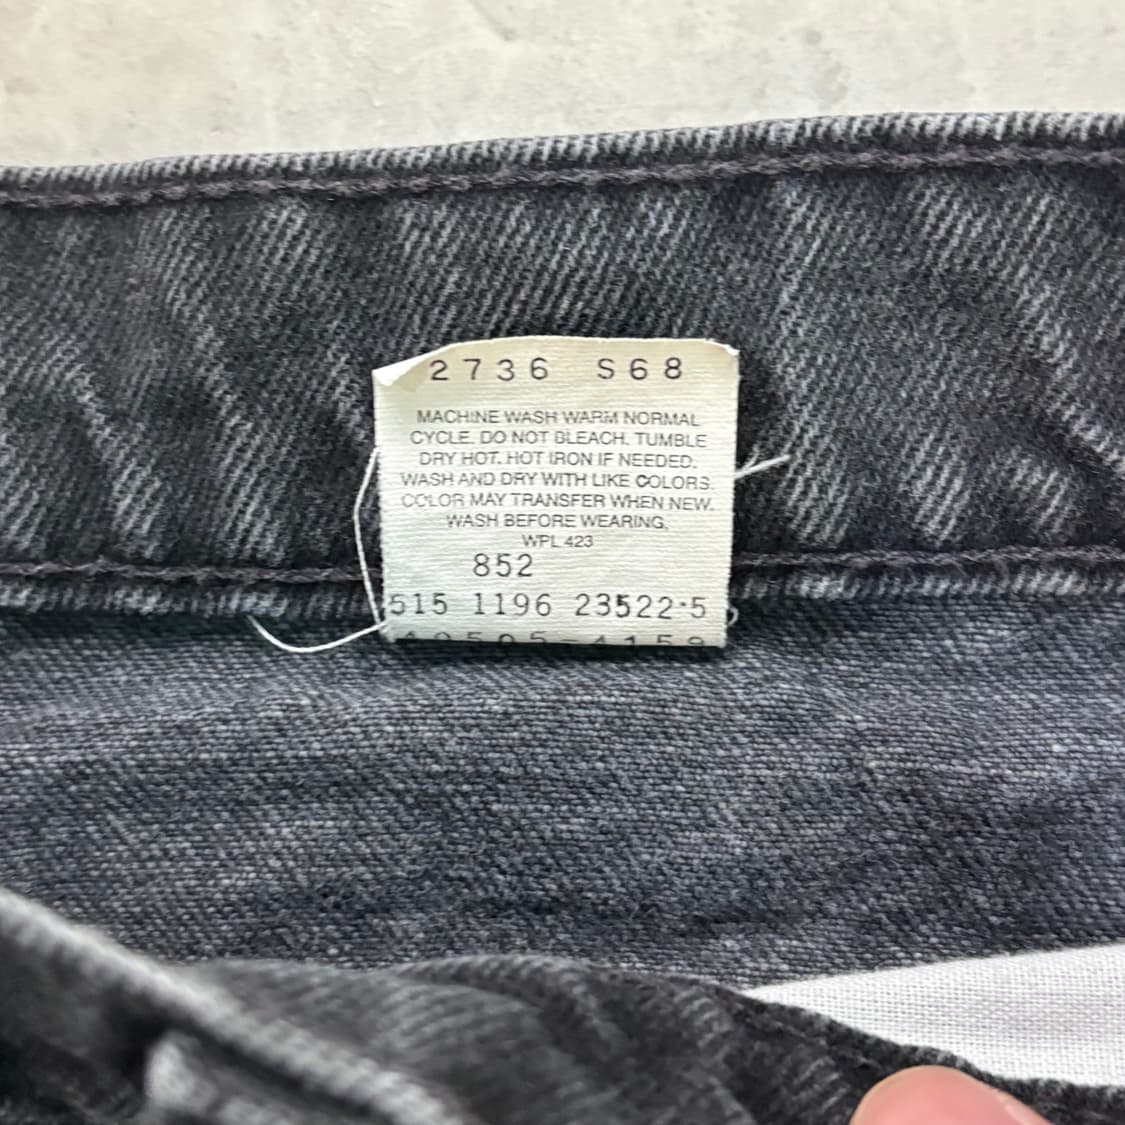 2736 S68
MACHINE WASH WARM NORMAL
CYCLE. DO NOT BLEACH. TUMBLE
DRY HOT. HOT IRON IF NEEDED.
WASH AND DRY WITH LIKE COLORS.
COLOR MAY TRANSFER WHEN NEW.
WASH BEFORE WEARING.
WPL 423
852
515 1196 23522-5
40505-4159